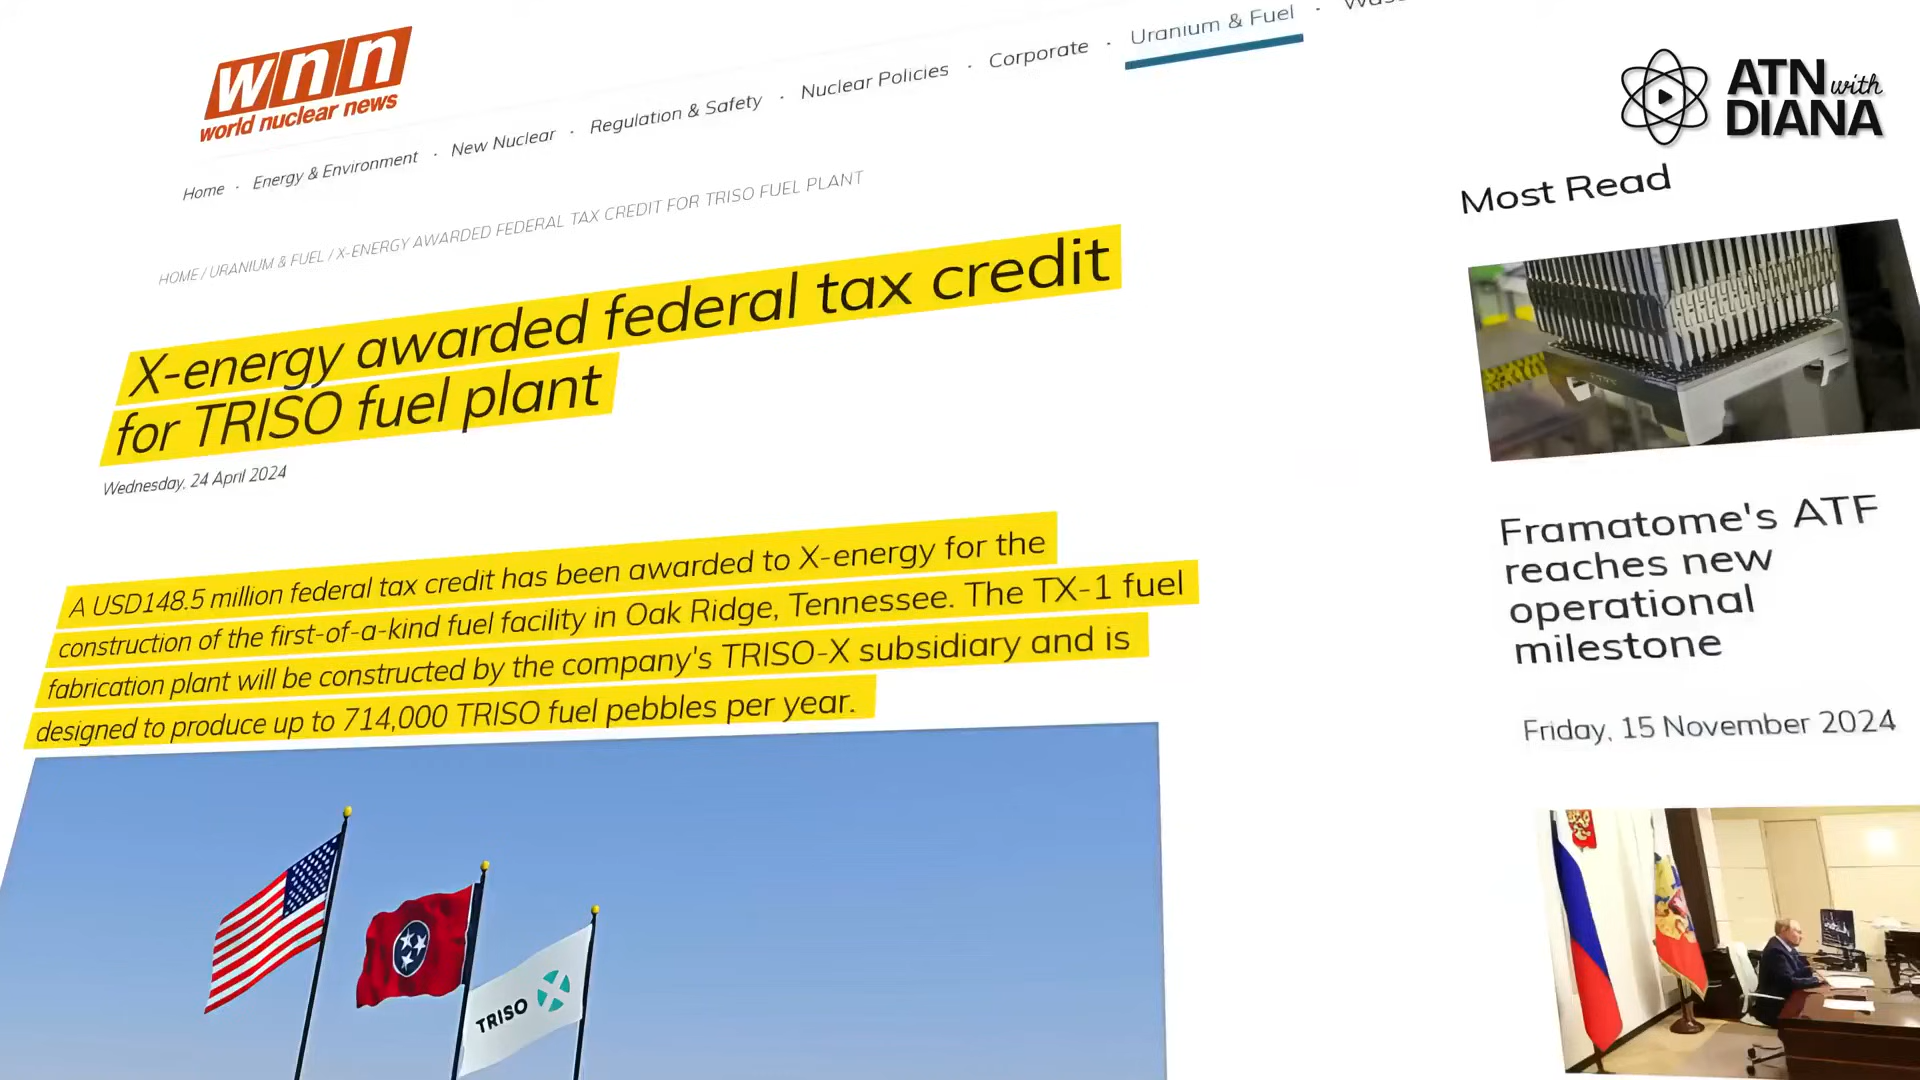 wnn
world nuclear news
Home · Energy & Environment · New Nuclear · Regulation & Safety · Nuclear Policies · Corporate · Uranium & Fuel ·
ATN with
DIANA
HOME / URANIUM & FUEL / X-ENERGY AWARDED FEDERAL TAX CREDIT FOR TRISO FUEL PLANT
X-energy awarded federal tax credit
for TRISO fuel plant
Wednesday, 24 April 2024
A USD148.5 million federal tax credit has been awarded to X-energy for the
construction of the first-of-a-kind fuel facility in Oak Ridge, Tennessee. The TX-1 fuel
fabrication plant will be constructed by the company's TRISO-X subsidiary and is
designed to produce up to 714,000 TRISO fuel pebbles per year.
TRISO X
Most Read
Framatome's ATF
reaches new
operational
milestone
Friday, 15 November 2024